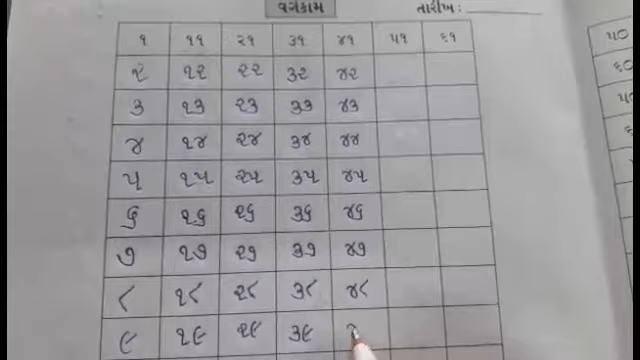 વર્ગકામ તારીખ:
૧ ૧૧ ૨૧ ૩૧ ૪૧ ૫૧ ૬૧
૨ ૧૨ ૨૨ ૩૨ ૪૨
૩ ૧૩ ૨૩ ૩૩ ૪૩
૪ ૧૪ ૨૪ ૩૪ ૪૪
૫ ૧૫ ૨૫ ૩૫ ૪૫
૬ ૧૬ ૨૬ ૩૬ ૪૬
૭ ૧૭ ૨૭ ૩૭ ૪૭
૮ ૧૮ ૨૮ ૩૮ ૪૮
૯ ૧૯ ૨૯ ૩૯